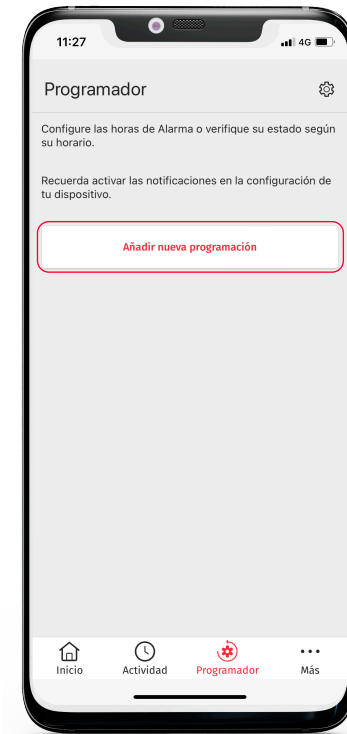 11:27
4G
Programador
Configure las horas de Alarma o verifique su estado según
su horario.
Recuerda activar las notificaciones en la configuración de
tu dispositivo.
Añadir nueva programación
Inicio Actividad Programador Más